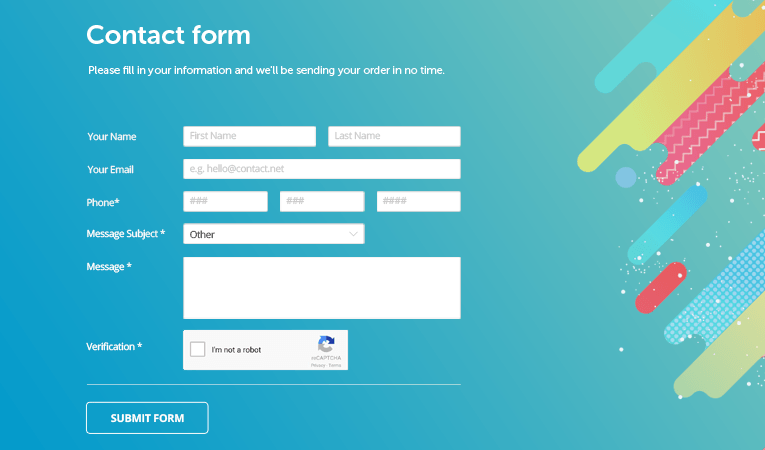 Contact form
Please fill in your information and we'll be sending your order in no time.
Your Name First Name Last Name
Your Email e.g. hello@contact.net
Phone* ### ### ####
Message Subject * Other
Message *
Verification * I'm not a robot
reCAPTCHA
Privacy - Terms
SUBMIT FORM